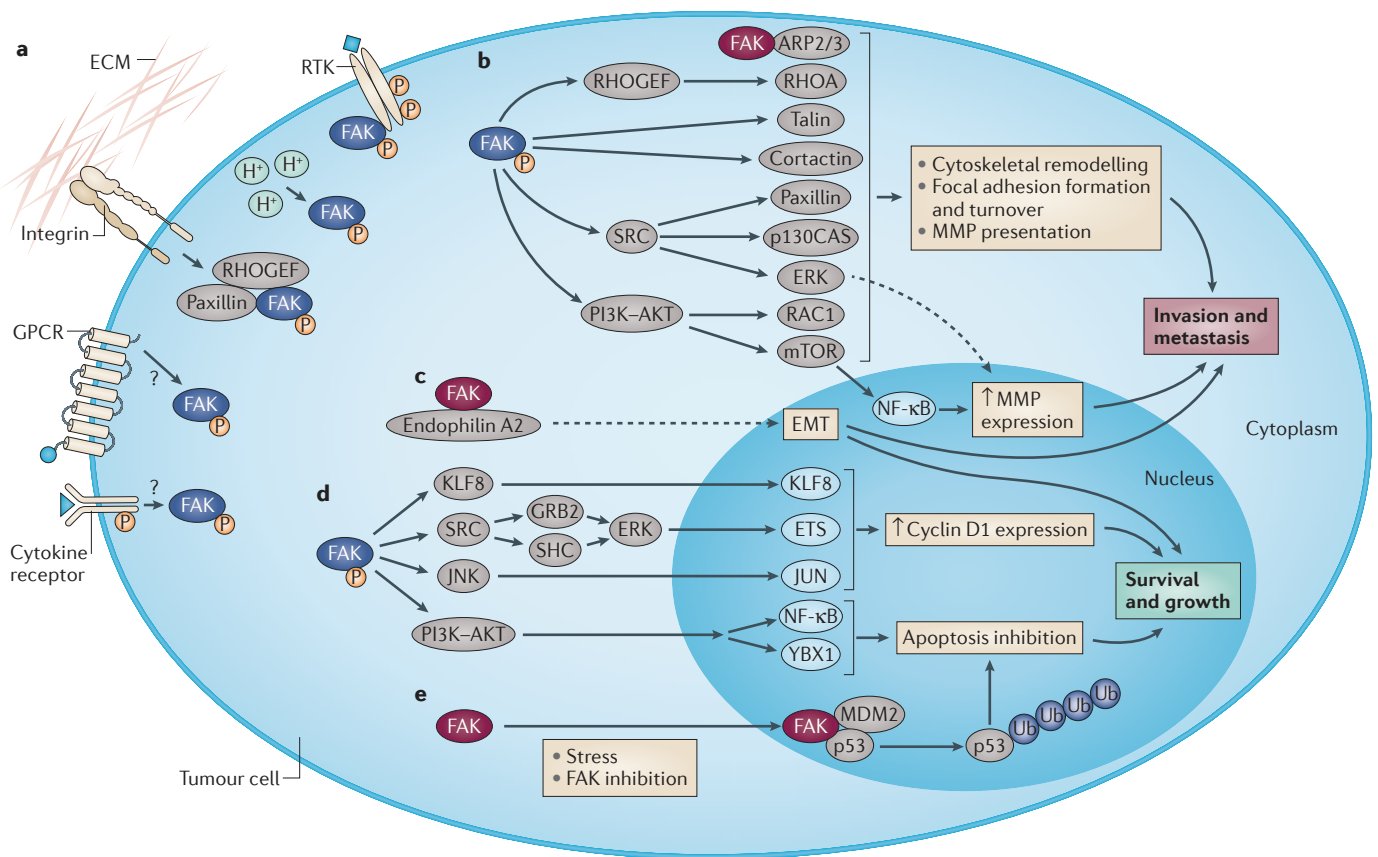 a
ECM
RTK
P
P
FAK
P
H+
H+
H+
FAK
P
Integrin
RHOGEF
Paxillin
FAK
P
GPCR
?
FAK
P
?
FAK
P
P
Cytokine
receptor
b
FAK
P
RHOGEF
SRC
PI3K–AKT
FAK
ARP2/3
RHOA
Talin
Cortactin
Paxillin
p130CAS
ERK
RAC1
mTOR
• Cytoskeletal remodelling
• Focal adhesion formation
and turnover
• MMP presentation
Invasion and
metastasis
NF-κB
↑MMP
expression
Cytoplasm
Nucleus
c
FAK
Endophilin A2
EMT
d
FAK
P
KLF8
SRC
GRB2
SHC
ERK
JNK
PI3K–AKT
KLF8
ETS
JUN
NF-κB
YBX1
↑Cyclin D1 expression
Apoptosis inhibition
Survival
and growth
e
FAK
• Stress
• FAK inhibition
FAK
MDM2
p53
p53
Ub
Ub
Ub
Ub
Tumour cell